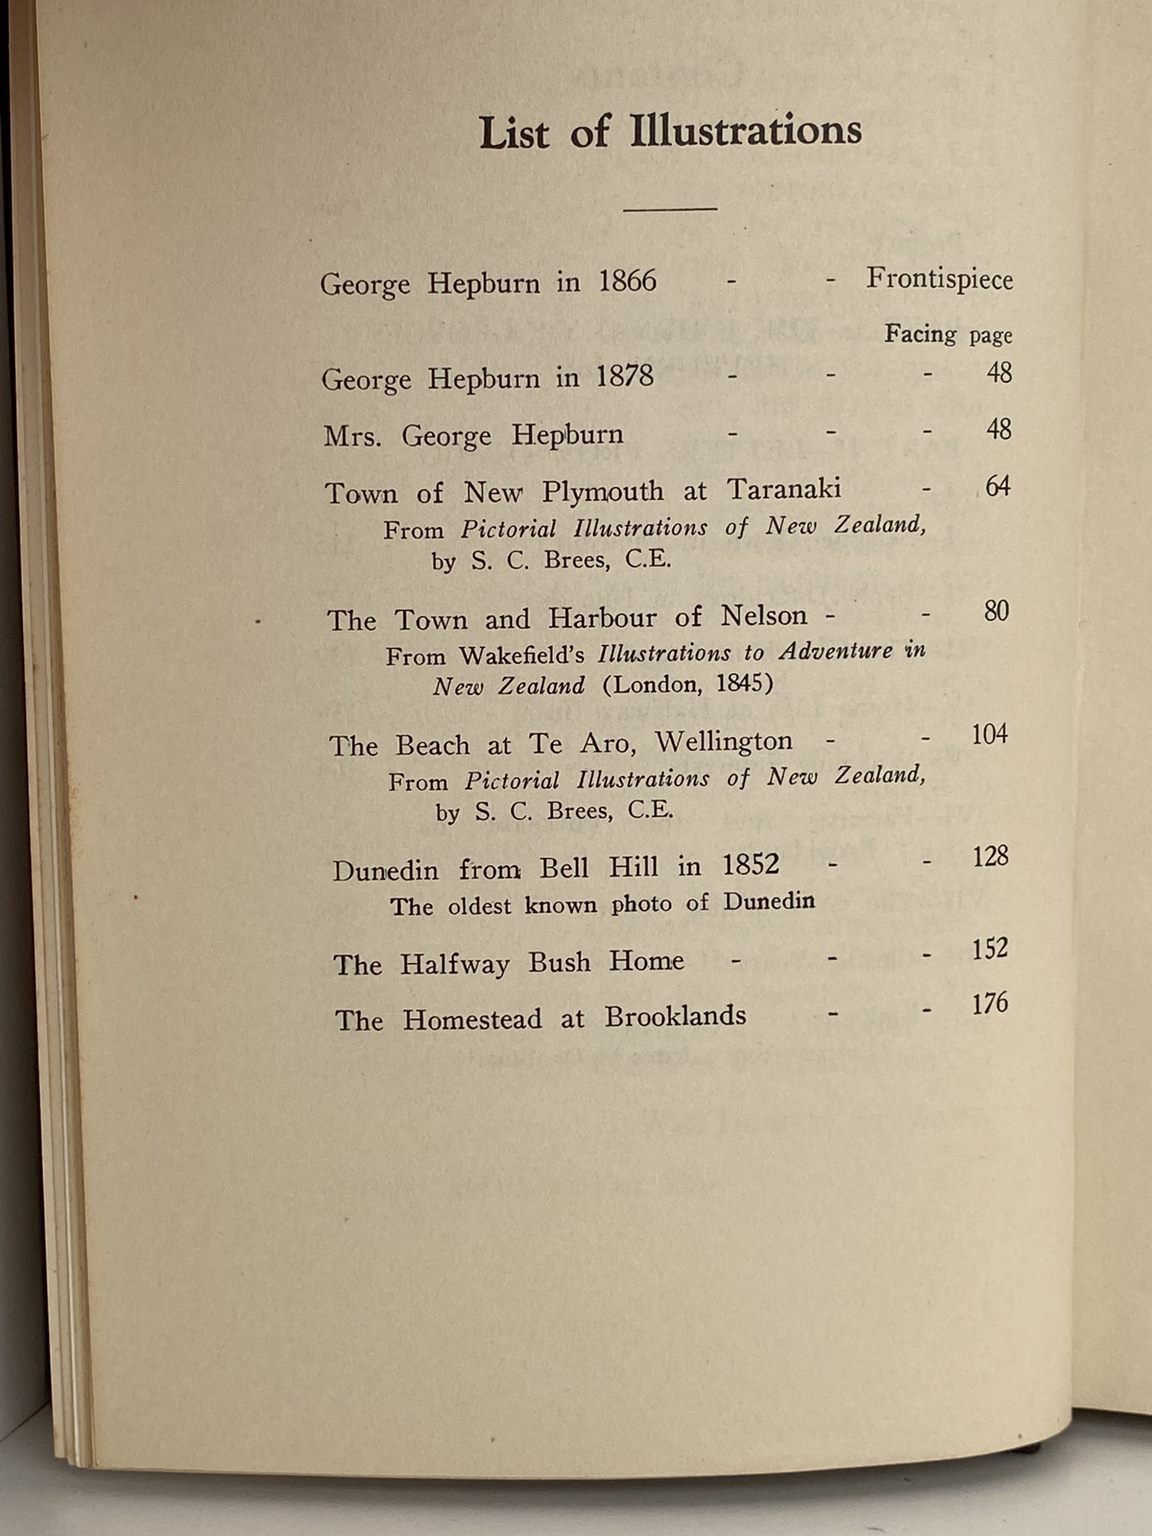 List of Illustrations
George Hepburn in 1866 - - Frontispiece
Facing page
George Hepburn in 1878 - - - 48
Mrs. George Hepburn - - - 48
Town of New Plymouth at Taranaki - 64
From Pictorial Illustrations of New Zealand,
by S. C. Brees, C.E.
The Town and Harbour of Nelson - - 80
From Wakefield's Illustrations to Adventure in
New Zealand (London, 1845)
The Beach at Te Aro, Wellington - - 104
From Pictorial Illustrations of New Zealand,
by S. C. Brees, C.E.
Dunedin from Bell Hill in 1852 - - 128
The oldest known photo of Dunedin
The Halfway Bush Home - - - 152
The Homestead at Brooklands - - 176